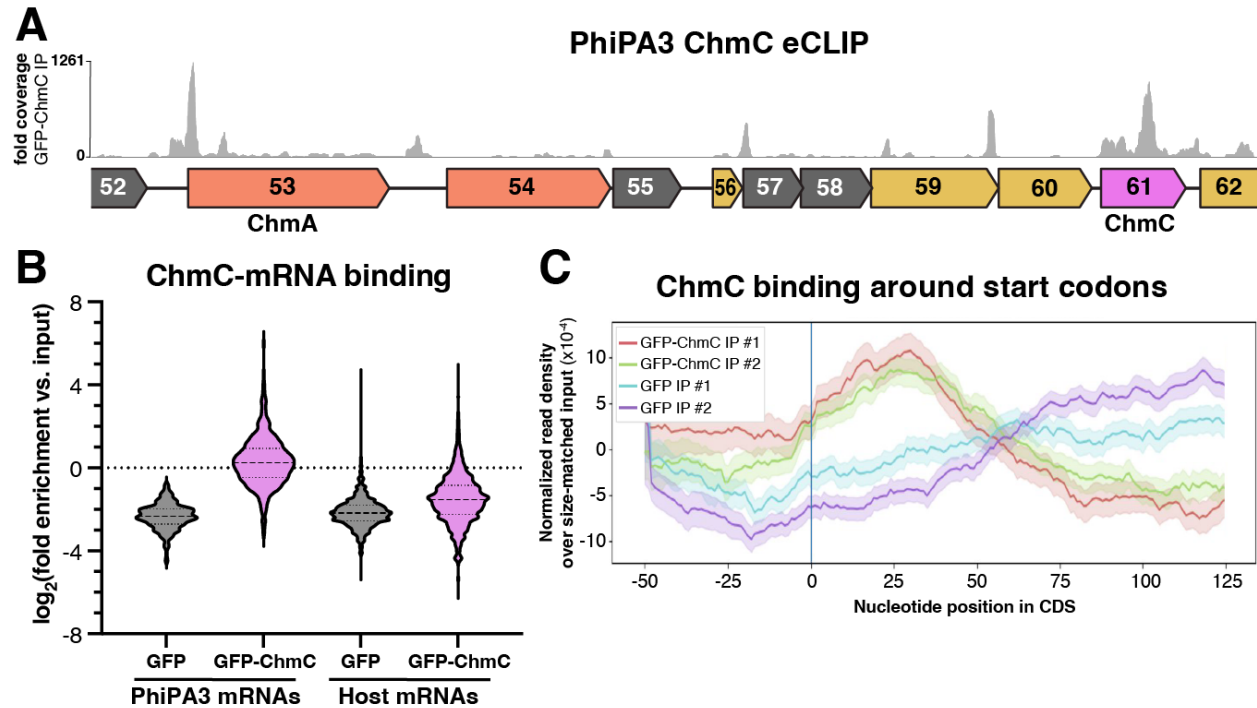 A
PhiPA3 ChmC eCLIP
fold coverage
GFP-ChmC IP
1261
0
52
53
54
55
56
57
58
59
60
61
62
ChmA
ChmC
B
ChmC-mRNA binding
log2(fold enrichment vs. input)
8
4
0
-4
-8
GFP
GFP-ChmC
GFP
GFP-ChmC
PhiPA3 mRNAs
Host mRNAs
C
ChmC binding around start codons
Normalized read density
over size-matched input (x10-4)
GFP-ChmC IP #1
GFP-ChmC IP #2
GFP IP #1
GFP IP #2
10
5
0
-5
-10
-50
-25
0
25
50
75
100
125
Nucleotide position in CDS